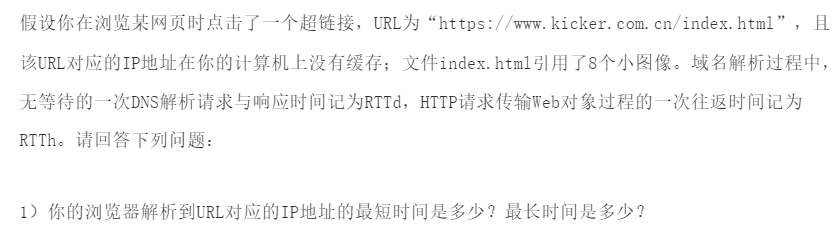 假设你在浏览某网页时点击了一个超链接，URL为“https://www.kicker.com.cn/index.html”，且
该URL对应的IP地址在你的计算机上没有缓存；文件index.html引用了8个小图像。域名解析过程中，
无等待的一次DNS解析请求与响应时间记为RTTd，HTTP请求传输Web对象过程的一次往返时间记为
RTTh。请回答下列问题：
1）你的浏览器解析到URL对应的IP地址的最短时间是多少？最长时间是多少？